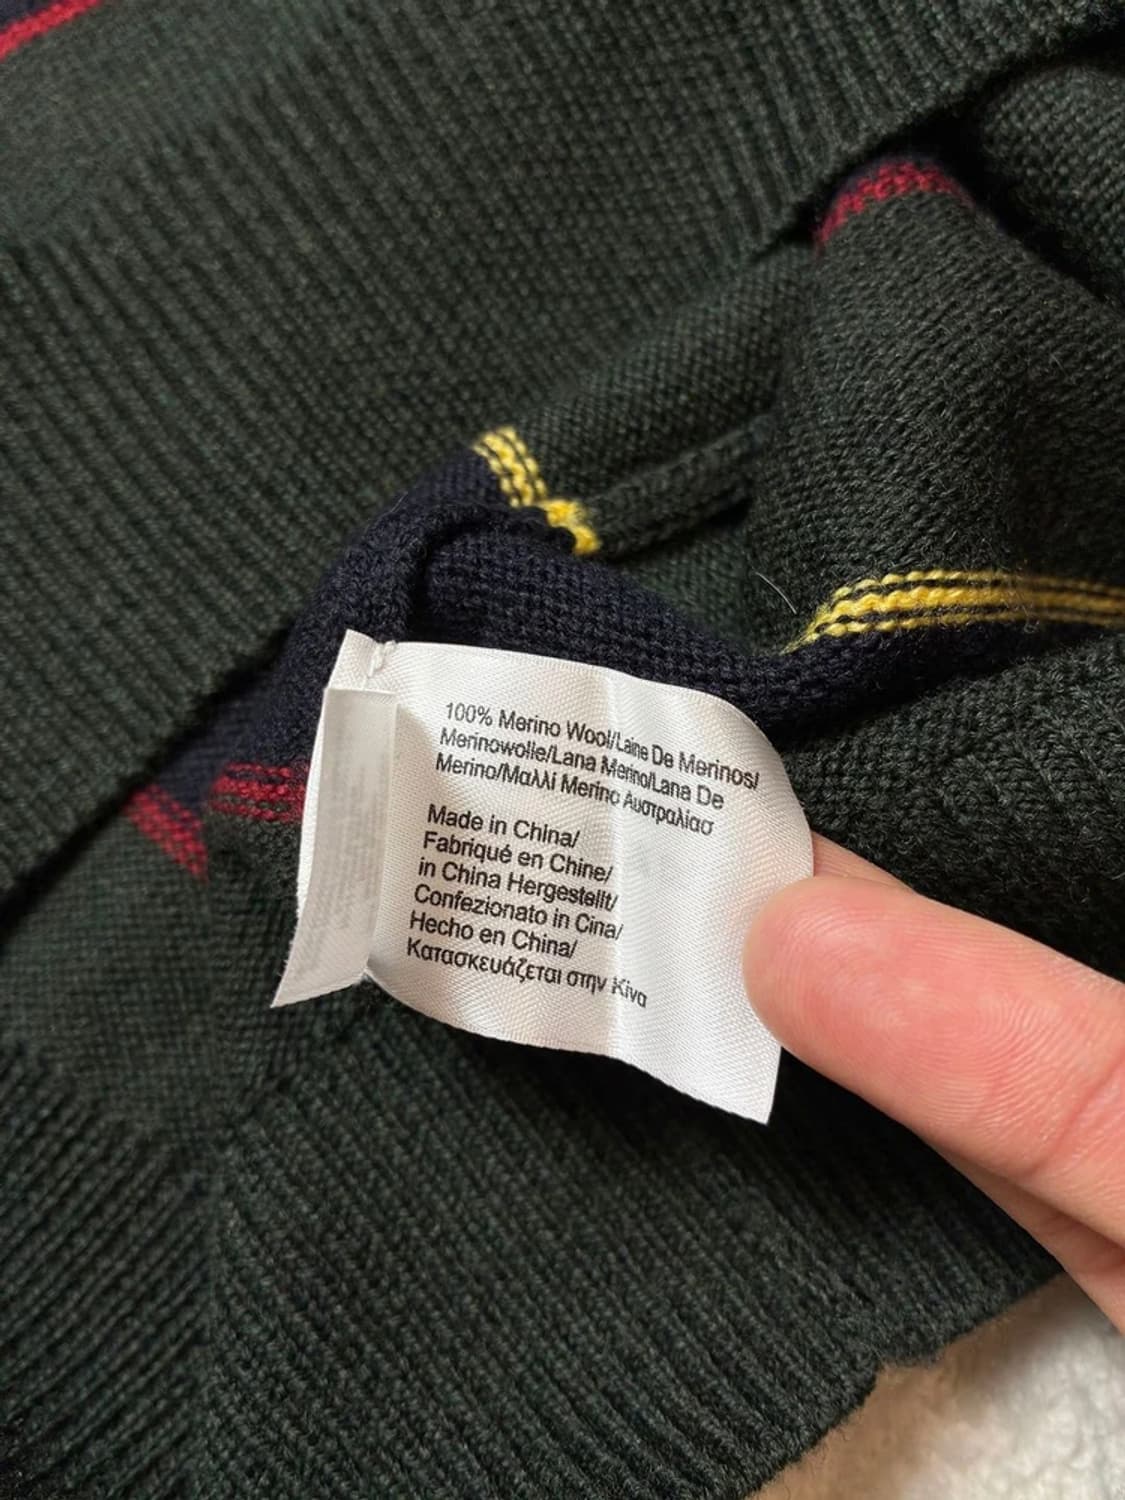 100% Merino Wool/Laine De Merinos/
Merinowolle/Lana Merino/Lana De
Merino/Μαλλί Merino Αυστραλίασ
Made in China/
Fabriqué en Chine/
in China Hergestellt/
Confezionato in Cina/
Hecho en China/
Κατασκευάζεται στην Κίνα